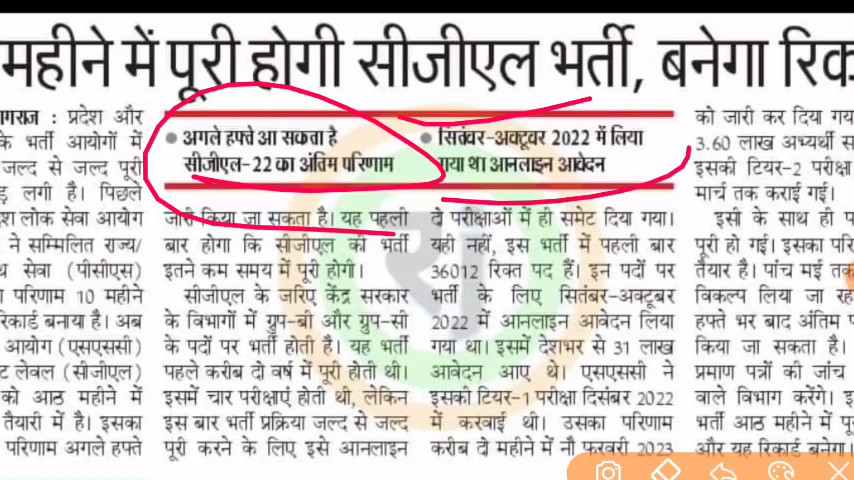 महीने में पूरी होगी सीजीएल भर्ती, बनेगा
अगले हफ्ते आ सकता है
सीजीएल-22 का अंतिम परिणाम
सितंबर-अक्टूबर 2022 में लिया
गया था आनलाइन आवेदन
प्रदेश और
के भर्ती आयोगों में
जल्द से जल्द पूरी
लगी है। पिछले
लोक सेवा आयोग
ने सम्मिलित राज्य/
सेवा (पीसीएस)
परिणाम 10 महीने
बनाया है। अब
आयोग (एसएससी)
लेवल (सीजीएल)
को आठ महीने में
तैयारी में है। इसका
परिणाम अगले हफ्ते
जारी किया जा सकता है। यह पहली
बार होगा कि सीजीएल की भर्ती
इतने कम समय में पूरी होगी।
सीजीएल के जरिए केंद्र सरकार
के विभागों में ग्रुप-बी और ग्रुप-सी
के पदों पर भर्ती होती है। यह भर्ती
पहले करीब दो वर्ष में पूरी होती थी।
इसमें चार परीक्षाएं होती थी, लेकिन
इस बार भर्ती प्रक्रिया जल्द से जल्द
पूरी करने के लिए इसे आनलाइन
दो परीक्षाओं में ही समेट दिया गया।
यही नहीं, इस भर्ती में पहली बार
36012 रिक्त पद हैं। इन पदों पर
भर्ती के लिए सितंबर-अक्टूबर
2022 में आनलाइन आवेदन लिया
गया था। इसमें देशभर से 31 लाख
आवेदन आए थे। एसएससी ने
इसकी टियर-1 परीक्षा दिसंबर 2022
में करवाई थी। उसका परिणाम
करीब दो महीने में नौ फरवरी 2023
को जारी कर दिया
3.60 लाख अभ्यर्थी
इसकी टियर-2 परीक्षा
मार्च तक कराई गई।
इसी के साथ ही
पूरी हो गई। इसका
तैयार है। पांच मई
विकल्प लिया जा
हफ्ते भर बाद अंतिम
किया जा सकता है।
प्रमाण पत्रों की जांच
वाले विभाग करेंगे।
भर्ती आठ महीने में
और यह रिकार्ड बनेगा।